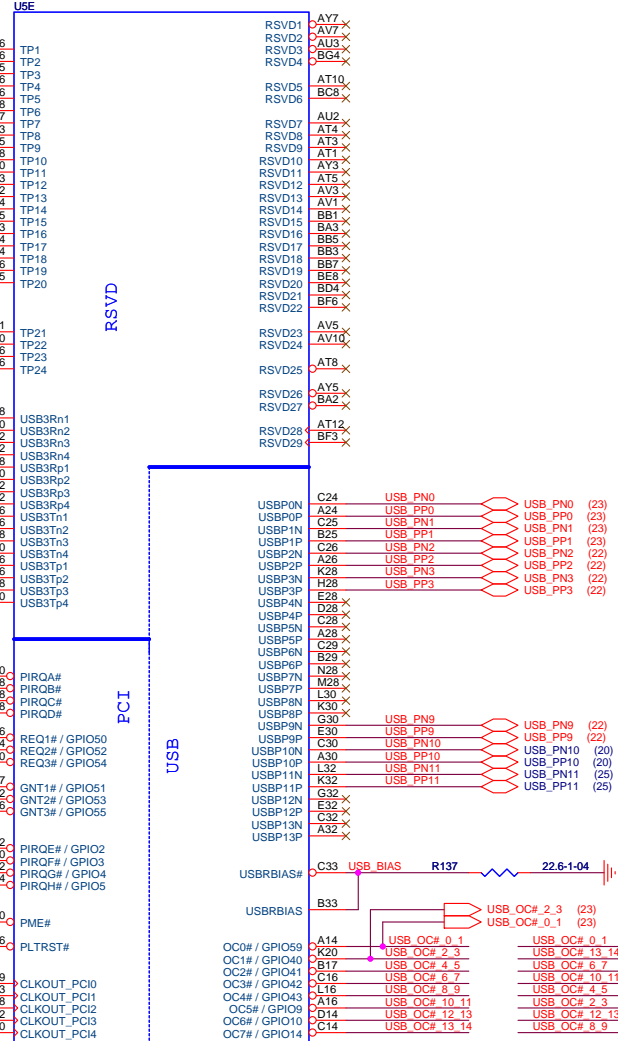 U5E
RSVD1 AY7
RSVD2 AV7
RSVD3 AU3
RSVD4 BG4
RSVD5 AT10
RSVD6 BC8
RSVD7 AU2
RSVD8 AT4
RSVD9 AT3
RSVD10 AT1
RSVD11 AY3
RSVD12 AT5
RSVD13 AV3
RSVD14 AV1
RSVD15 BB1
RSVD16 BA3
RSVD17 BB5
RSVD18 BB3
RSVD19 BB7
RSVD20 BE8
RSVD21 BD4
RSVD22 BF6
RSVD23 AV5
RSVD24 AV10
RSVD25 AT8
RSVD26 AY5
RSVD27 BA2
RSVD28 AT12
RSVD29 BF3
TP1
TP2
TP3
TP4
TP5
TP6
TP7
TP8
TP9
TP10
TP11
TP12
TP13
TP14
TP15
TP16
TP17
TP18
TP19
TP20
TP21
TP22
TP23
TP24
RSVD
USB3Rn1
USB3Rn2
USB3Rn3
USB3Rn4
USB3Rp1
USB3Rp2
USB3Rp3
USB3Rp4
USB3Tn1
USB3Tn2
USB3Tn3
USB3Tn4
USB3Tp1
USB3Tp2
USB3Tp3
USB3Tp4
USBP0N C24 USB_PN0 USB_PN0 (23)
USBP0P A24 USB_PP0 USB_PP0 (23)
USBP1N C25 USB_PN1 USB_PN1 (23)
USBP1P B25 USB_PP1 USB_PP1 (23)
USBP2N C26 USB_PN2 USB_PN2 (22)
USBP2P A26 USB_PP2 USB_PP2 (22)
USBP3N K28 USB_PN3 USB_PN3 (22)
USBP3P H28 USB_PP3 USB_PP3 (22)
USBP4N E28
USBP4P D28
USBP5N C28
USBP5P A28
USBP6N C29
USBP6P B29
USBP7N N28
USBP7P M28
USBP8N L30
USBP8P K30
USBP9N G30 USB_PN9 USB_PN9 (22)
USBP9P E30 USB_PP9 USB_PP9 (22)
USBP10N C30 USB_PN10 USB_PN10 (20)
USBP10P A30 USB_PP10 USB_PP10 (20)
USBP11N L32 USB_PN11 USB_PN11 (25)
USBP11P K32 USB_PP11 USB_PP11 (25)
USBP12N G32
USBP12P E32
USBP13N C32
USBP13P A32
PCI
USB
PIRQA#
PIRQB#
PIRQC#
PIRQD#
REQ1# / GPIO50
REQ2# / GPIO52
REQ3# / GPIO54
GNT1# / GPIO51
GNT2# / GPIO53
GNT3# / GPIO55
PIRQE# / GPIO2
PIRQF# / GPIO3
PIRQG# / GPIO4
PIRQH# / GPIO5
PME#
PLTRST#
CLKOUT_PCI0
CLKOUT_PCI1
CLKOUT_PCI2
CLKOUT_PCI3
CLKOUT_PCI4
USBRBIAS# C33 USB_BIAS R137 22.6-1-04
USBRBIAS B33
USB_OC#_2_3 (23)
USB_OC#_0_1 (23)
OC0# / GPIO59 A14 USB_OC#_0_1 USB_OC#_0_1
OC1# / GPIO40 K20 USB_OC#_2_3 USB_OC#_13_14
OC2# / GPIO41 B17 USB_OC#_4_5 USB_OC#_6_7
OC3# / GPIO42 C16 USB_OC#_6_7 USB_OC#_10_11
OC4# / GPIO43 L16 USB_OC#_8_9 USB_OC#_4_5
OC5# / GPIO9 A16 USB_OC#_10_11 USB_OC#_2_3
OC6# / GPIO10 D14 USB_OC#_12_13 USB_OC#_12_13
OC7# / GPIO14 C14 USB_OC#_13_14 USB_OC#_8_9